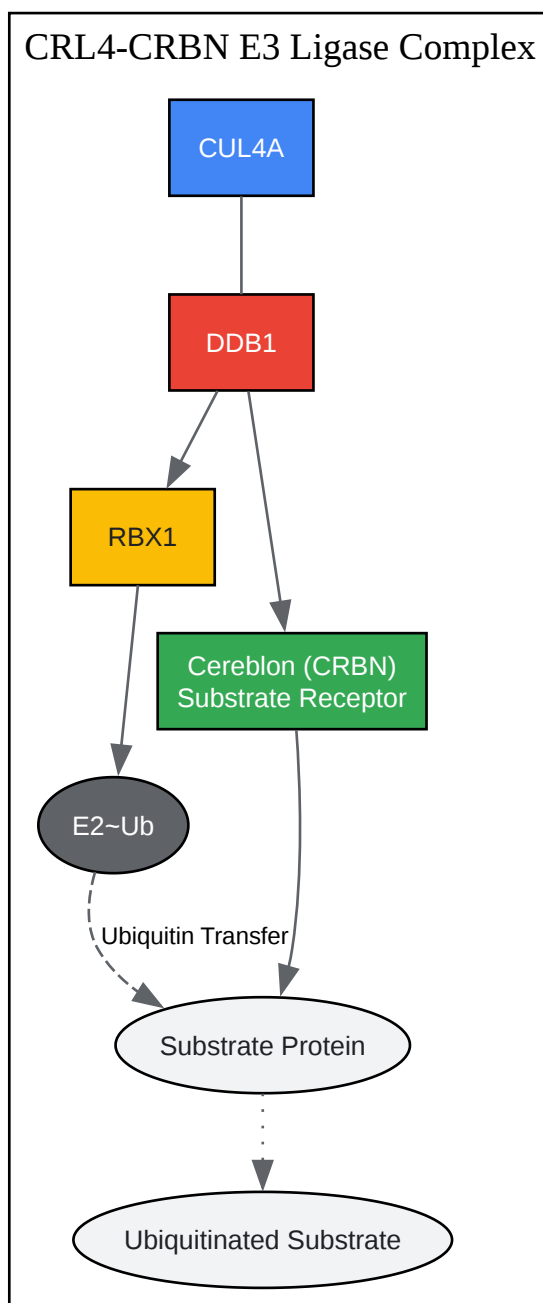 CRL4-CRBN E3 Ligase Complex
CUL4A
DDB1
RBX1
Cereblon (CRBN)
Substrate Receptor
E2~Ub
Ubiquitin Transfer
Substrate Protein
Ubiquitinated Substrate